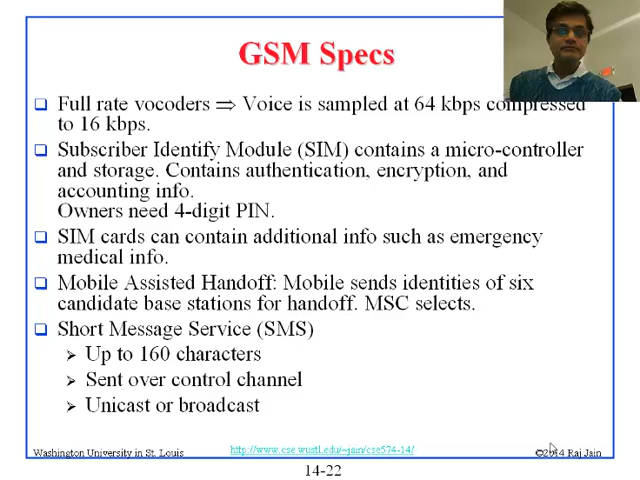 GSM Specs
Full rate vocoders ⇒ Voice is sampled at 64 kbps compressed
to 16 kbps.
Subscriber Identify Module (SIM) contains a micro-controller
and storage. Contains authentication, encryption, and
accounting info.
Owners need 4-digit PIN.
SIM cards can contain additional info such as emergency
medical info.
Mobile Assisted Handoff: Mobile sends identities of six
candidate base stations for handoff. MSC selects.
Short Message Service (SMS)
Up to 160 characters
Sent over control channel
Unicast or broadcast
Washington University in St. Louis
http://www.cse.wustl.edu/~jain/cse574-14/
©2014 Raj Jain
14-22